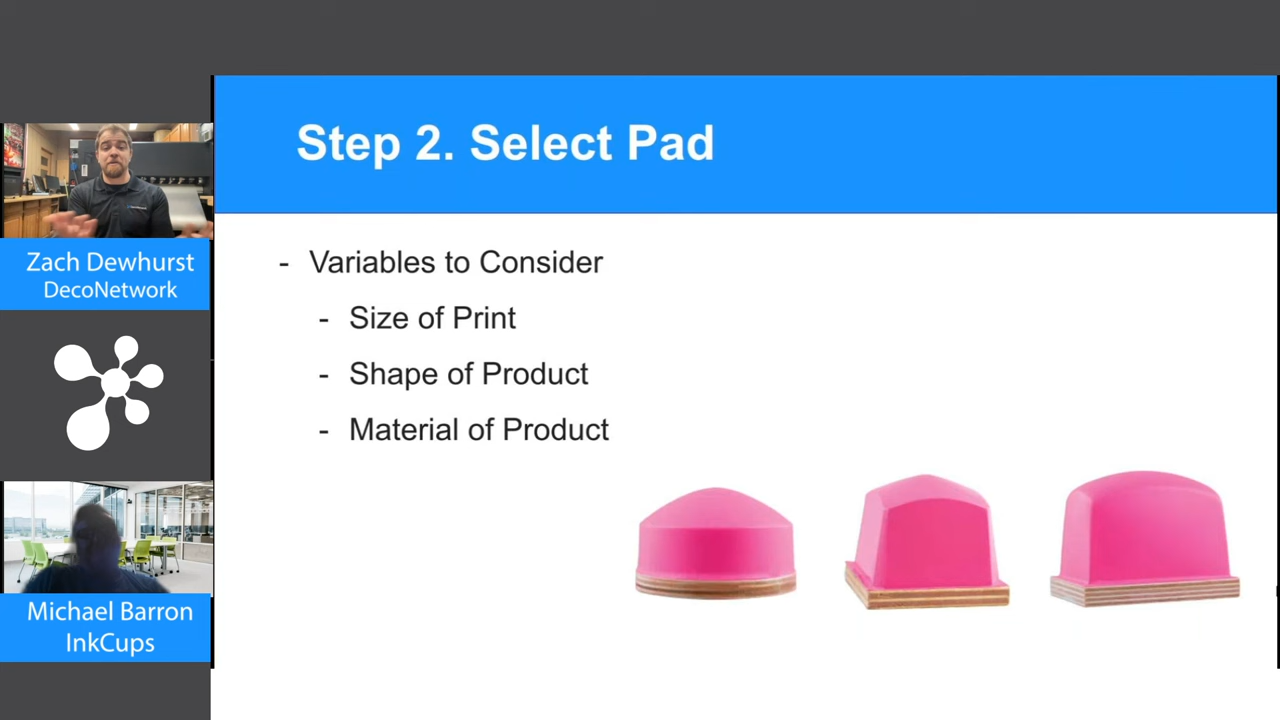 Step 2. Select Pad
- Variables to Consider
- Size of Print
- Shape of Product
- Material of Product
Zach Dewhurst
DecoNetwork
Michael Barron
InkCups